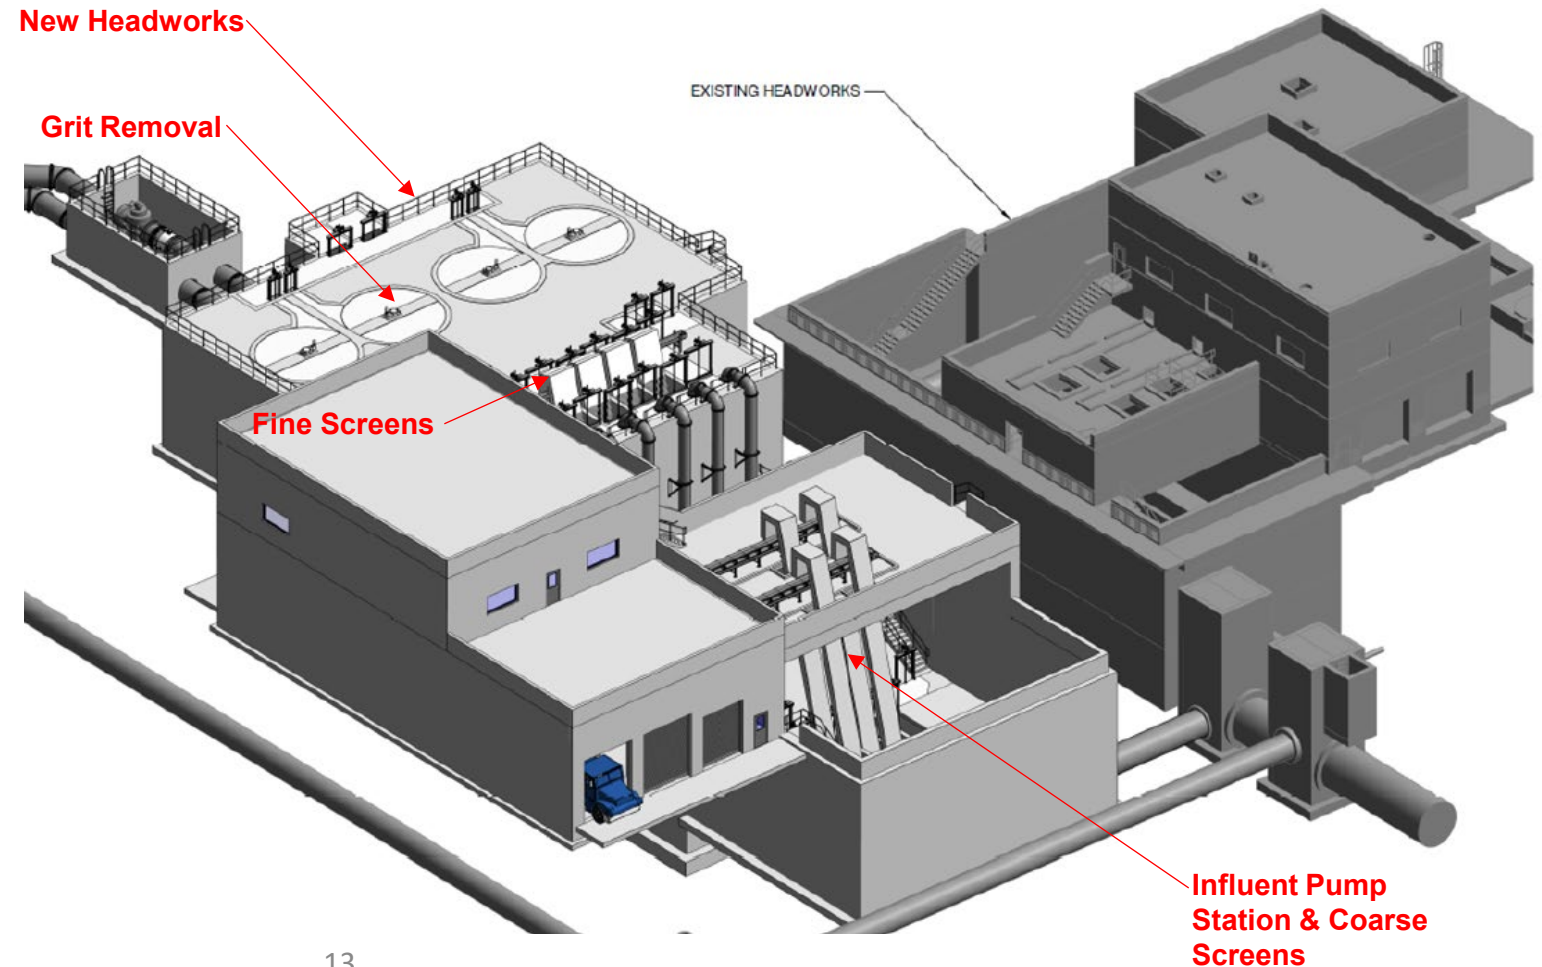 New Headworks
EXISTING HEADWORKS
Grit Removal
Fine Screens
Influent Pump
Station & Coarse
Screens
13